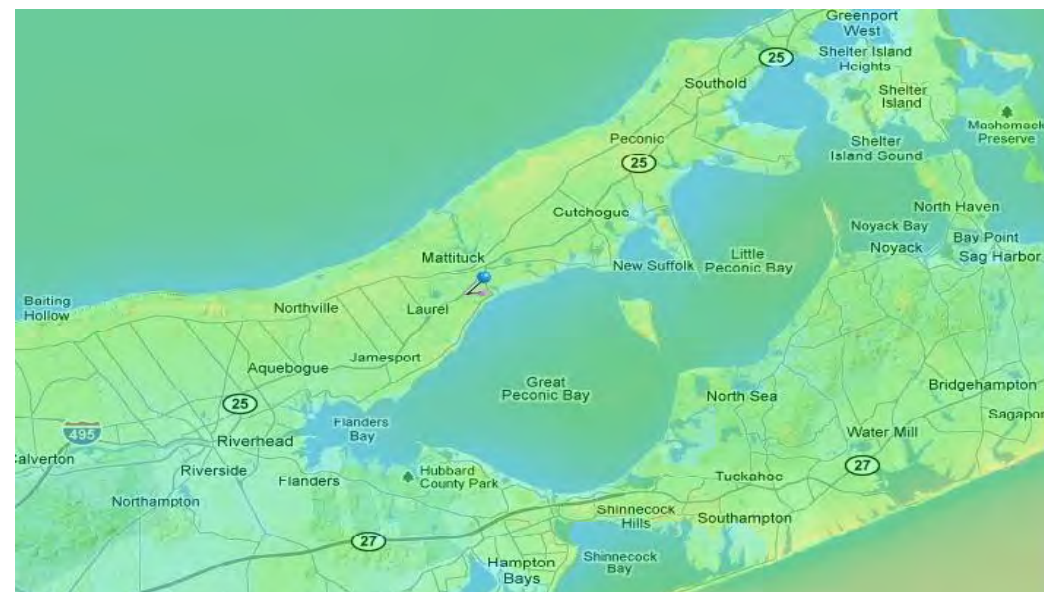 Greenport
West
25
Shelter Island
Heights
Southold
Shelter
Island
Mashomack
Preserve
Peconic
Shelter
Island Gound
25
Cutchogue
North Haven
Noyack Bay
Bay Point
Noyack
Sag Harbor
Mattituck
Little
Peconic Bay
New Suffolk
Baiting
Hollow
Northville
Laurel
Jamesport
Aquebogue
Great
Peconic Bay
Bridgehampton
North Sea
25
Sagapor
Flanders
Bay
495
Riverhead
Water Mill
Calverton
Riverside
Hubbard
County Park
27
Flanders
Tuckahoe
Northampton
Shinnecock
Hills
Southampton
27
Shinnecock
Bay
Hampton
Bays